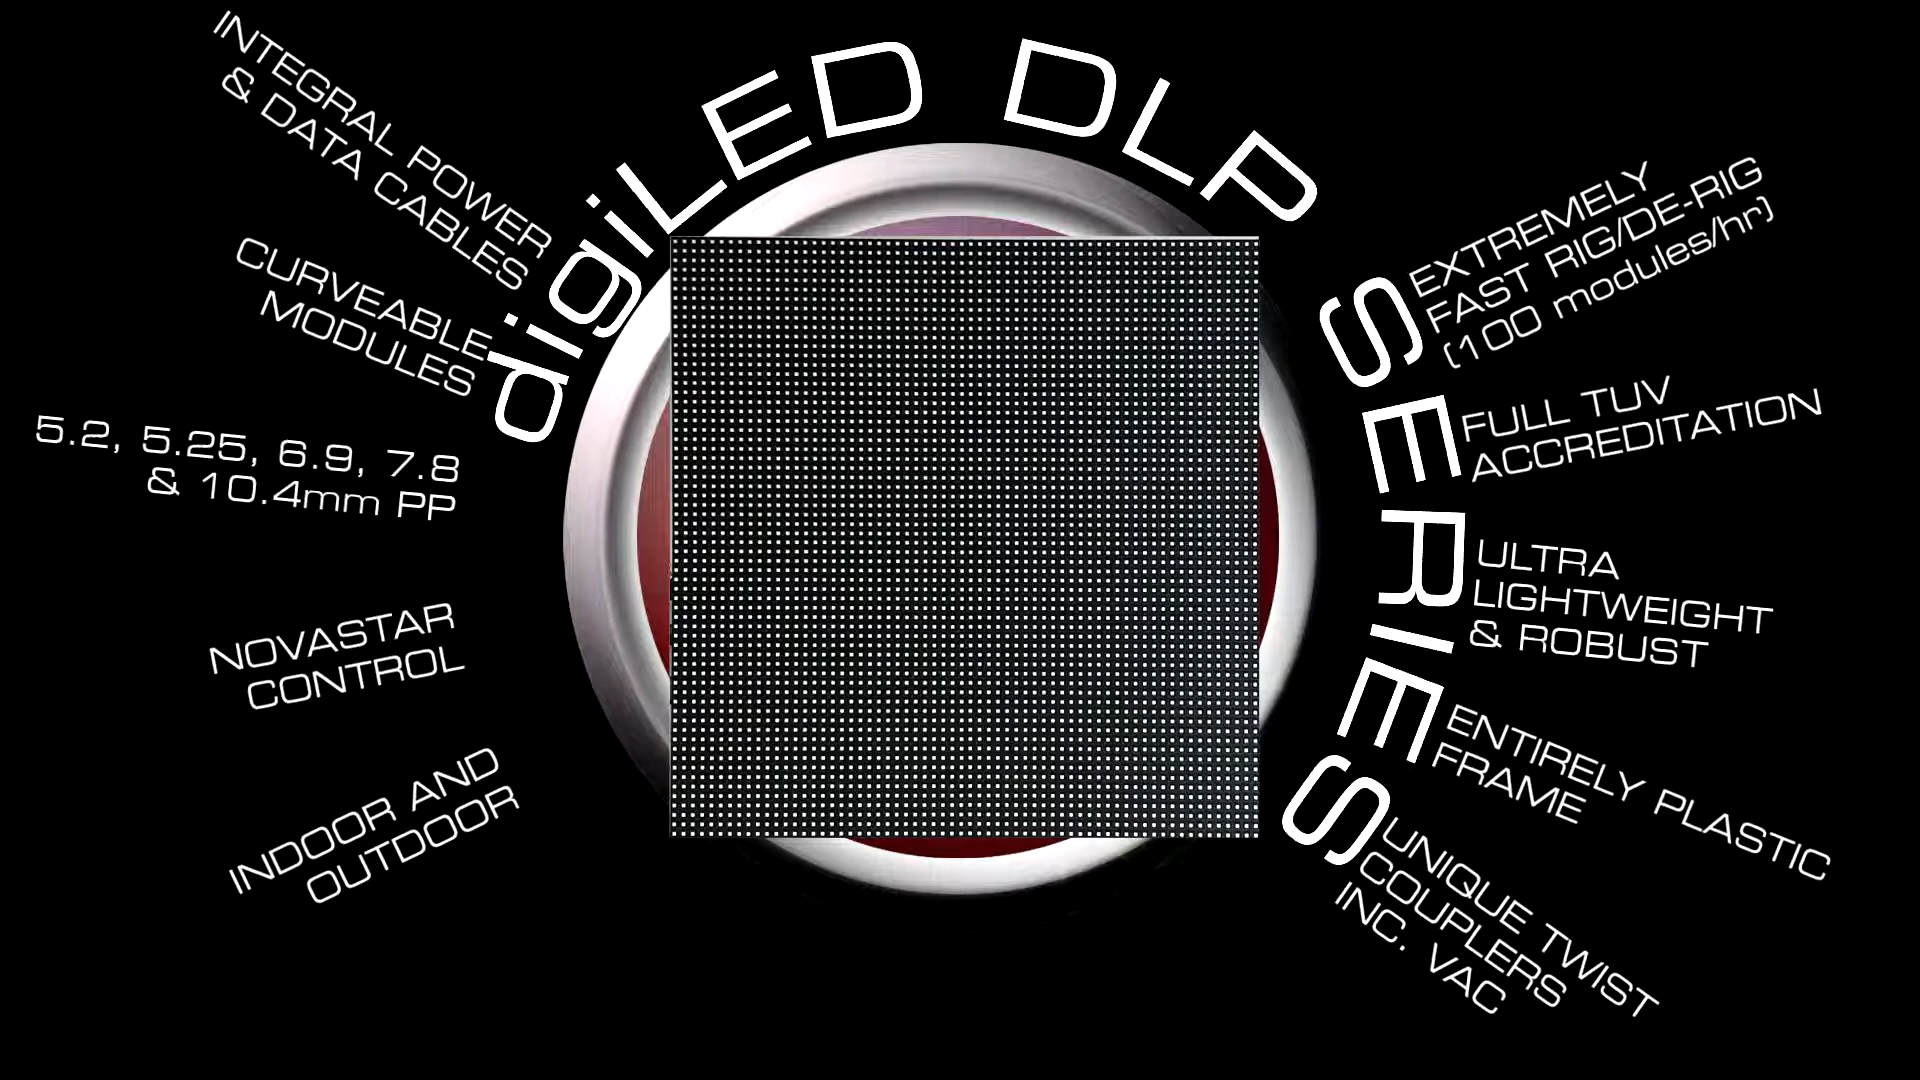 digiLED DLP SERIES
INTEGRAL POWER
& DATA CABLES
CURVEABLE
MODULES
5.2, 5.25, 6.9, 7.8
& 10.4mm PP
NOVASTAR
CONTROL
INDOOR AND
OUTDOOR
EXTREMELY
FAST RIG/DE-RIG
(100 modules/hr)
FULL TUV
ACCREDITATION
ULTRA
LIGHTWEIGHT
& ROBUST
ENTIRELY PLASTIC
FRAME
UNIQUE TWIST
COUPLERS
INC. VAC